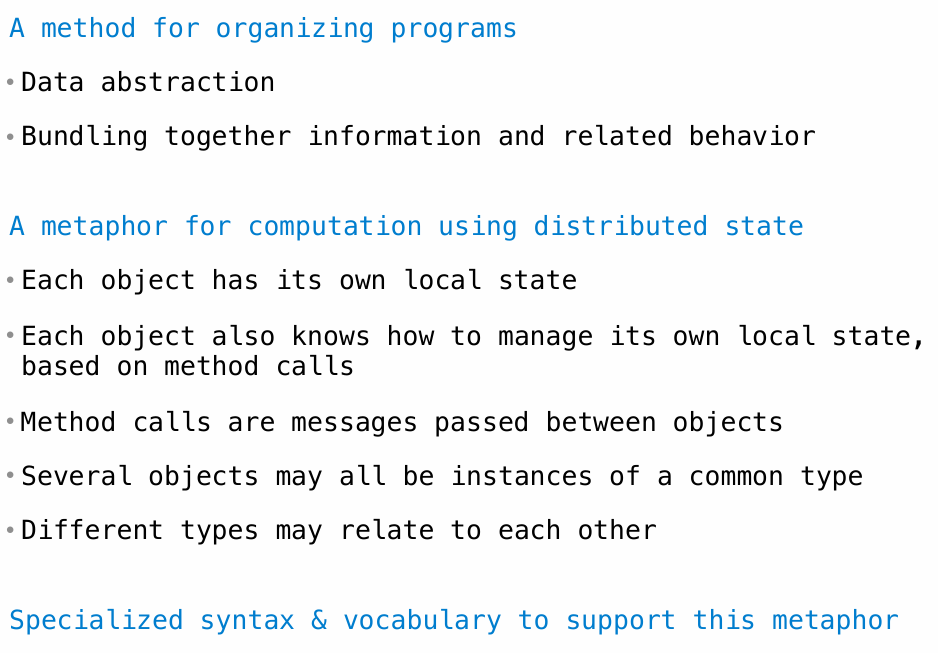 A method for organizing programs
• Data abstraction
• Bundling together information and related behavior
A metaphor for computation using distributed state
• Each object has its own local state
• Each object also knows how to manage its own local state,
based on method calls
• Method calls are messages passed between objects
• Several objects may all be instances of a common type
• Different types may relate to each other
Specialized syntax & vocabulary to support this metaphor